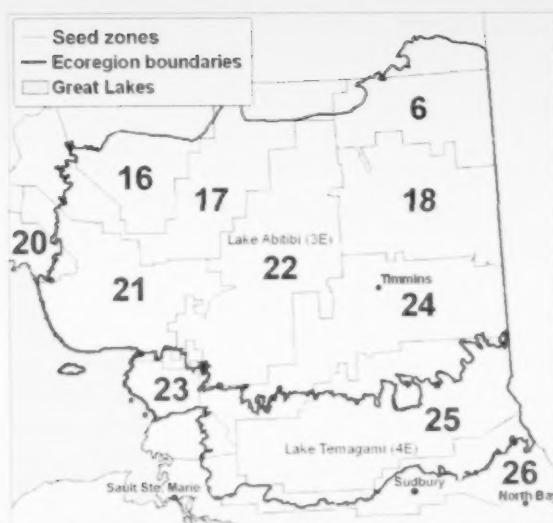 Seed zones
Ecoregion boundaries
Great Lakes
6
16
17
18
20
Lake Abitibi (3E)
22
21
Timmins
24
23
25
Lake Temagami (4E)
26
Sault Ste. Marie
Sudbury
North Bay